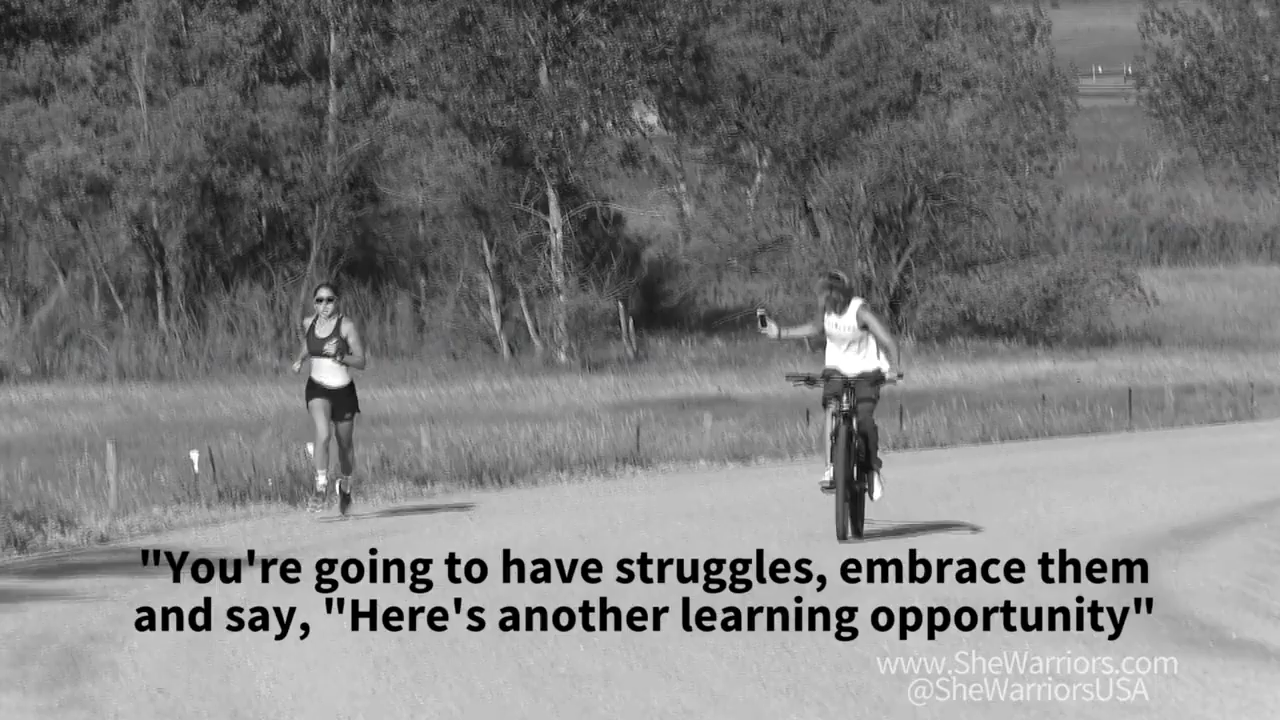 "You're going to have struggles, embrace them
and say, "Here's another learning opportunity"
www.SheWarriors.com
@SheWarriorsUSA